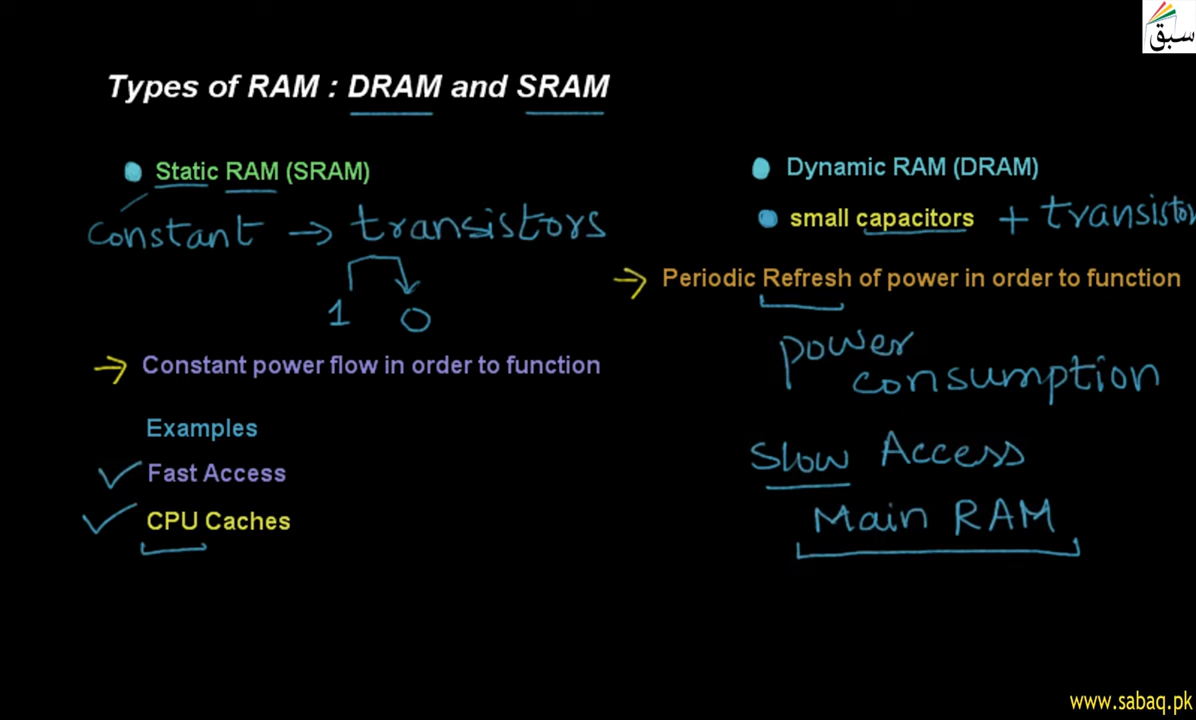 سبق
Types of RAM : DRAM and SRAM
Static RAM (SRAM)
constant → transistors
1 0
→ Constant power flow in order to function
Examples
✓ Fast Access
✓ CPU Caches
Dynamic RAM (DRAM)
small capacitors + transistor
→ Periodic Refresh of power in order to function
power
consumption
Slow Access
Main RAM
www.sabaq.pk